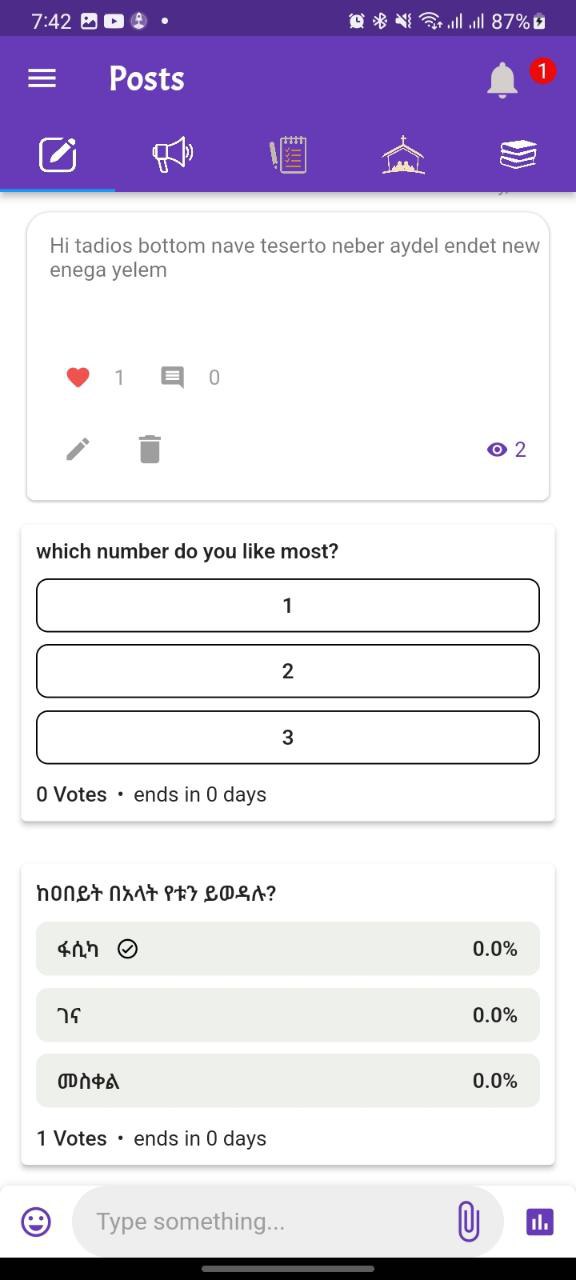 7:42
87%
Posts
1
Hi tadios bottom nave teserto neber aydel endet new
enega yelem
1
0
2
which number do you like most?
1
2
3
0 Votes • ends in 0 days
ከዐበይት በአላት የቱን ይወዳሉ?
ፋሲካ 0.0%
ገና 0.0%
መስቀል 0.0%
1 Votes • ends in 0 days
Type something...